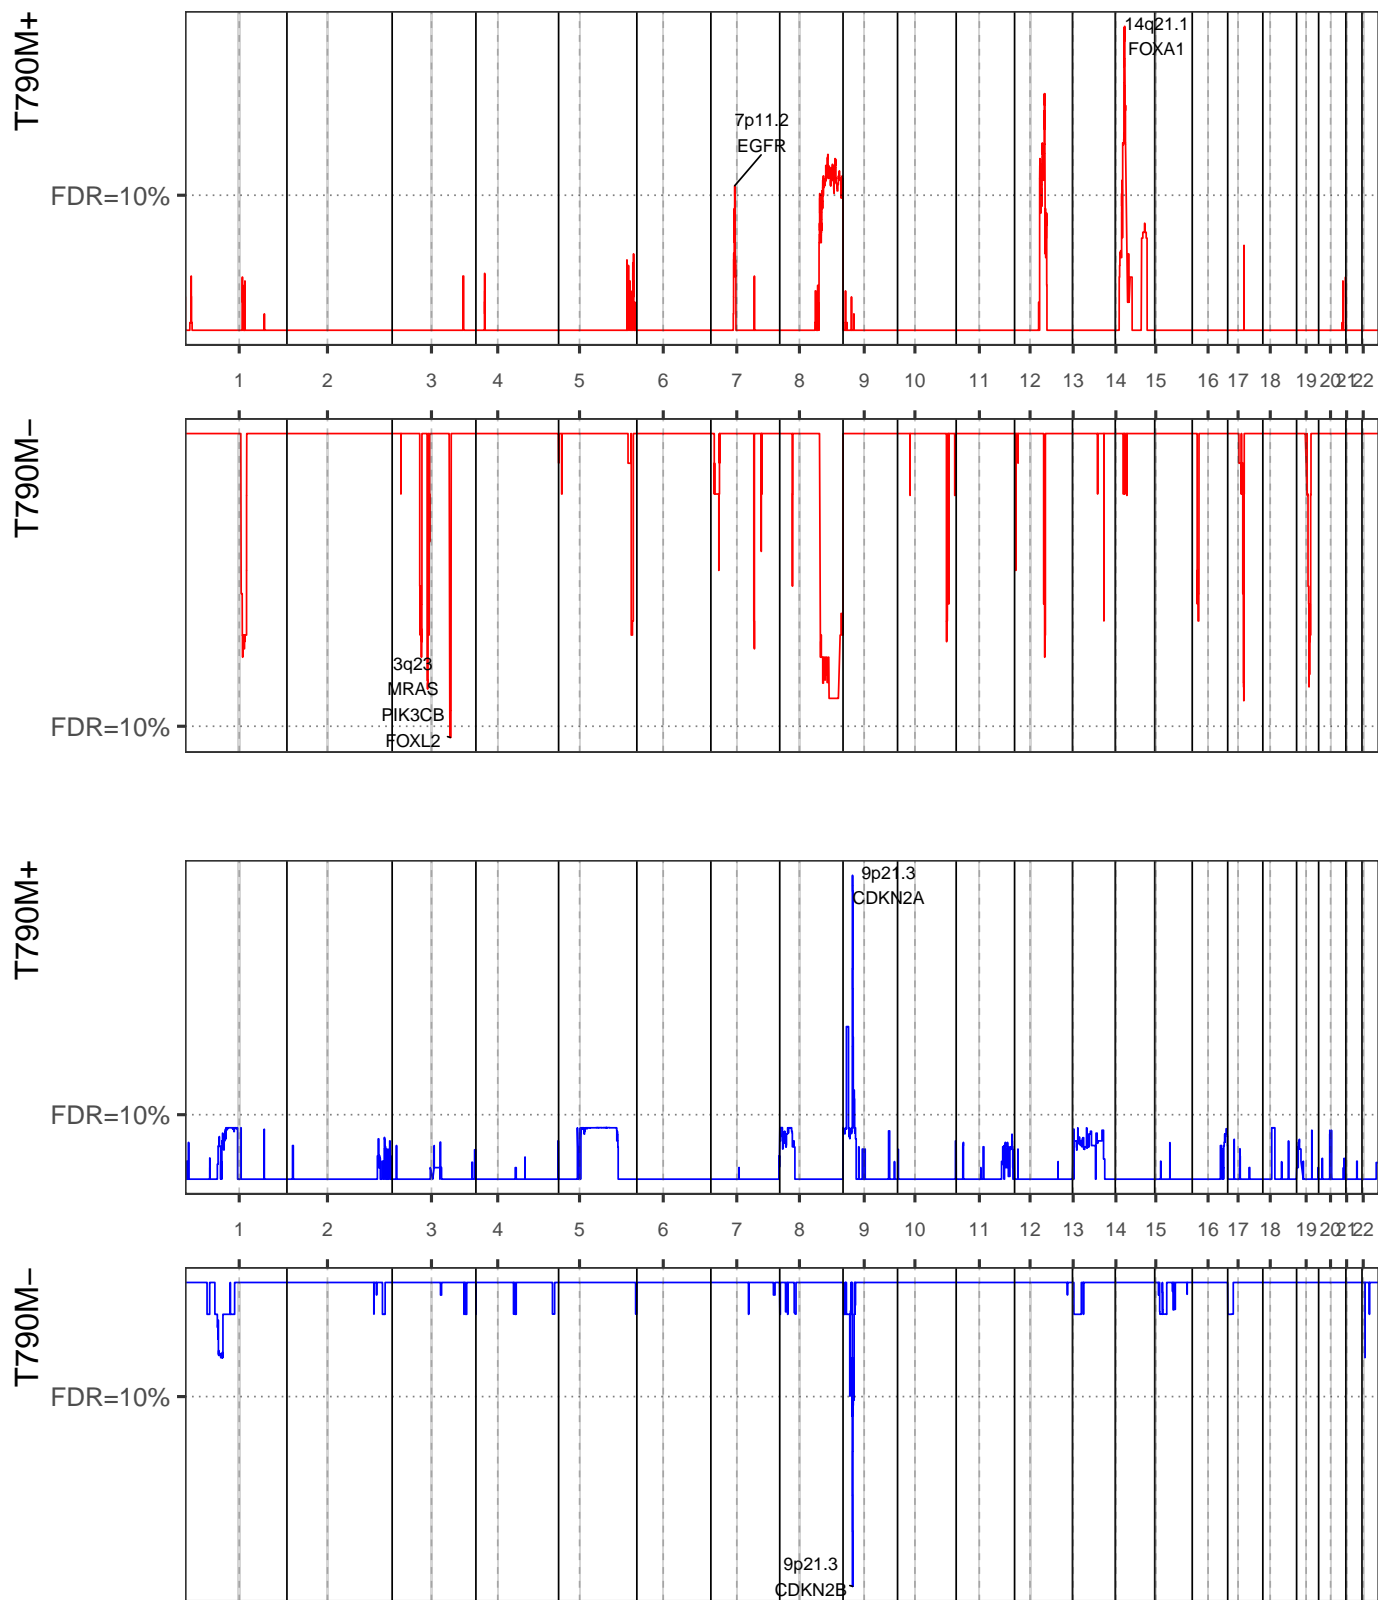 T790M+
14q21.1
FOXA1
7p11.2
EGFR
FDR=10%
1 2 3 4 5 6 7 8 9 10 11 12 13 14 15 16 17 18 19 20 21 22
T790M−
3q23
MRAS
PIK3CB
FDR=10%
FOXL2
T790M+
9p21.3
CDKN2A
FDR=10%
1 2 3 4 5 6 7 8 9 10 11 12 13 14 15 16 17 18 19 20 21 22
T790M−
FDR=10%
9p21.3
CDKN2B